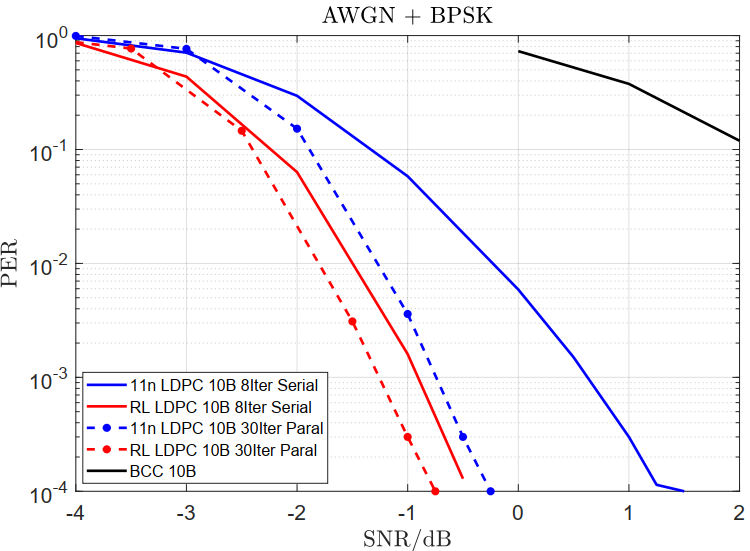 AWGN + BPSK
10^0
10^-1
10^-2
10^-3
10^-4
PER
11n LDPC 10B 8Iter Serial
RL LDPC 10B 8Iter Serial
11n LDPC 10B 30Iter Paral
RL LDPC 10B 30Iter Paral
BCC 10B
-4 -3 -2 -1 0 1 2
SNR/dB